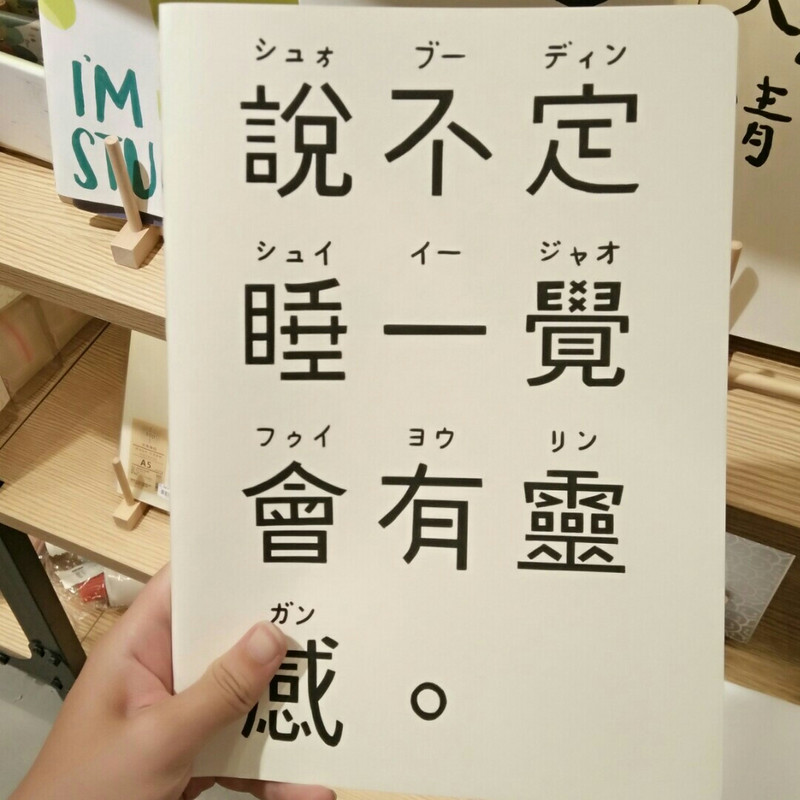 シュォ ブー ディン
說不定
シュイ イー ジャオ
睡一覺
フゥイ ヨウ リン
會有靈
ガン
感。
I'M
STU
A5